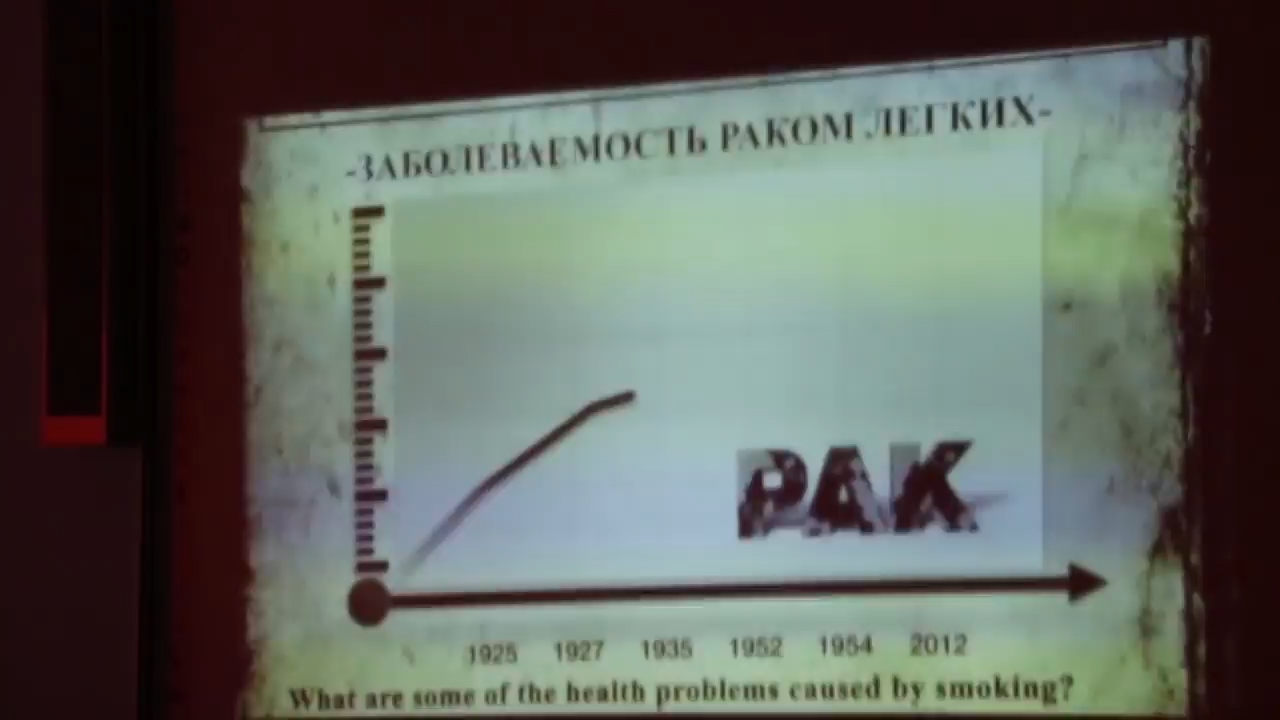 -ЗАБОЛЕВАЕМОСТЬ РАКОМ ЛЕГКИХ-
РАК
1925 1927 1935 1952 1954 2012
What are some of the health problems caused by smoking?